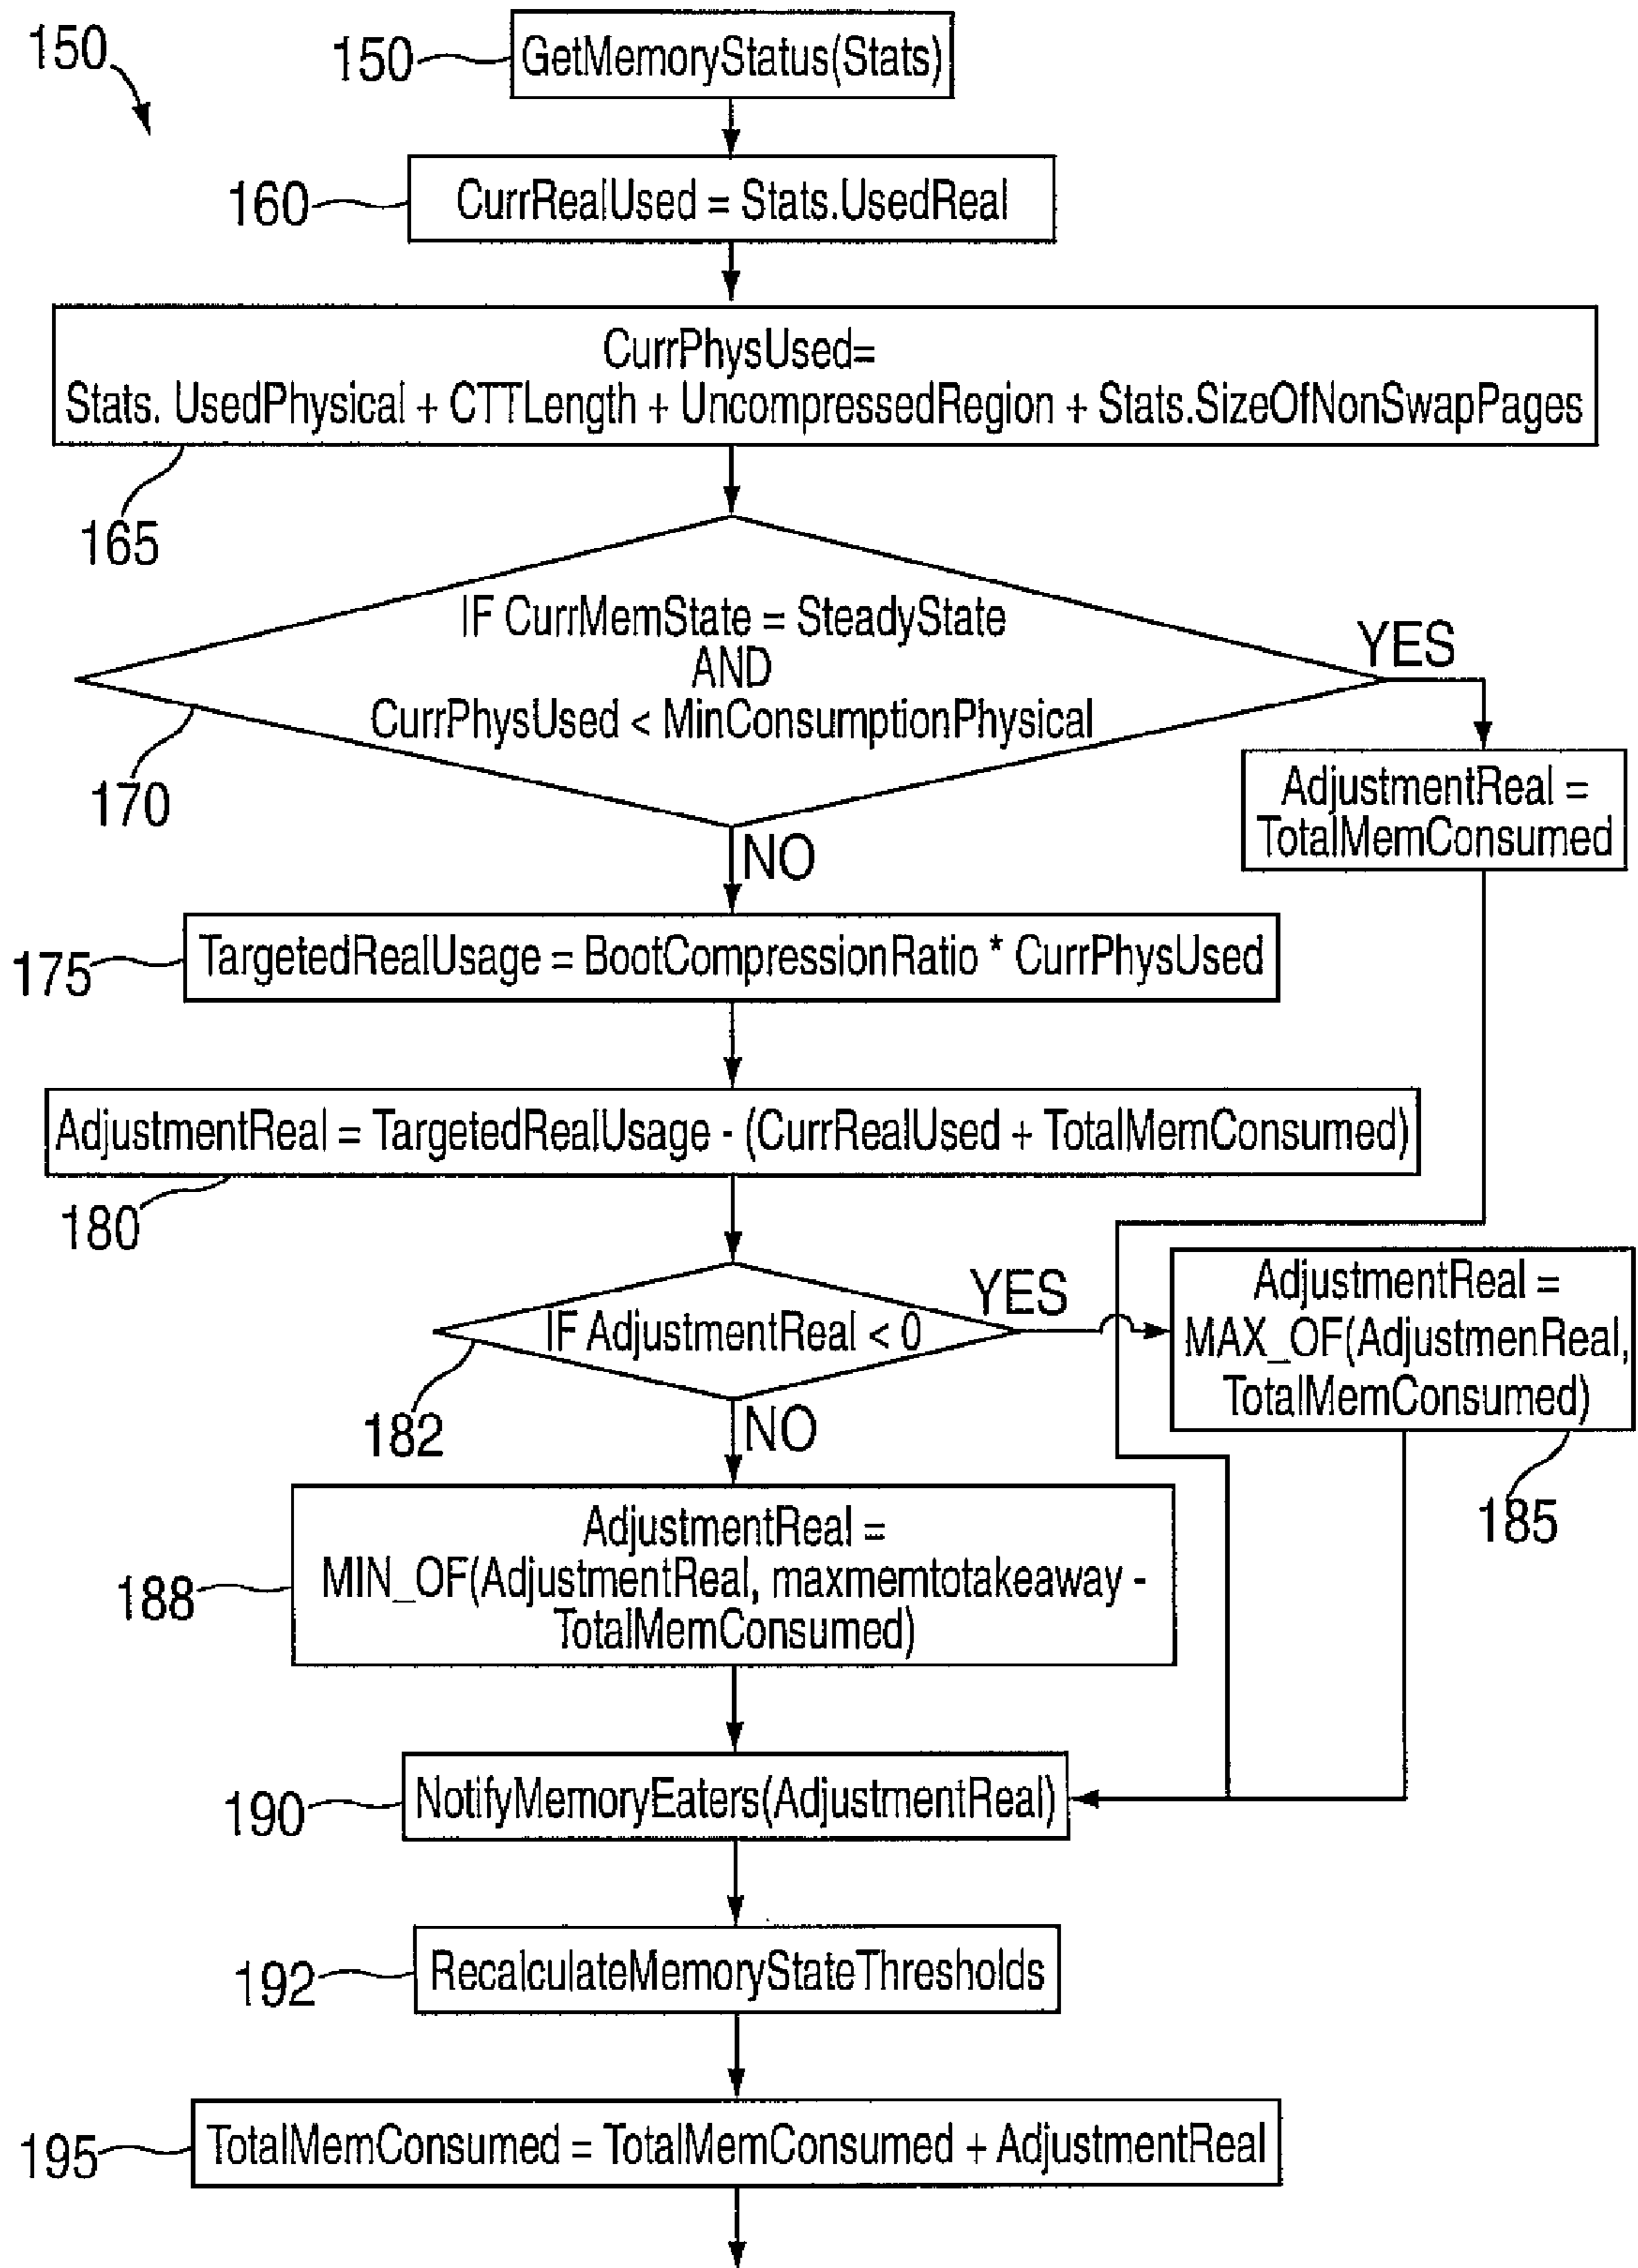 150
150
GetMemoryStatus(Stats)
160
CurrRealUsed = Stats.UsedReal
CurrPhysUsed=
Stats. UsedPhysical + CTTLength + UncompressedRegion + Stats.SizeOfNonSwapPages
165
IF CurrMemState = SteadyState
AND
CurrPhysUsed < MinConsumptionPhysical
170
YES
AdjustmentReal =
TotalMemConsumed
NO
175
TargetedRealUsage = BootCompressionRatio * CurrPhysUsed
AdjustmentReal = TargetedRealUsage - (CurrRealUsed + TotalMemConsumed)
180
IF AdjustmentReal < 0
182
YES
AdjustmentReal =
MAX_OF(AdjustmenReal,
TotalMemConsumed)
185
NO
188
AdjustmentReal =
MIN_OF(AdjustmentReal, maxmemtotakeaway -
TotalMemConsumed)
190
NotifyMemoryEaters(AdjustmentReal)
192
RecalculateMemoryStateThresholds
195
TotalMemConsumed = TotalMemConsumed + AdjustmentReal